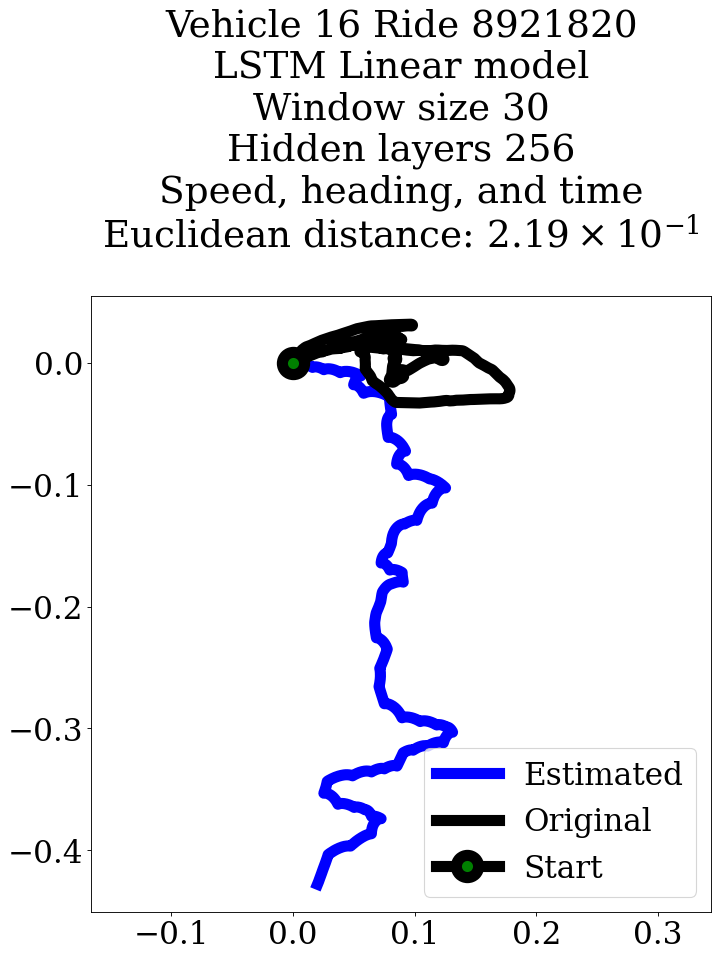 Vehicle 16 Ride 8921820
LSTM Linear model
Window size 30
Hidden layers 256
Speed, heading, and time
Euclidean distance: 2.19 × 10⁻¹
0.0
−0.1
−0.2
−0.3
−0.4
Estimated
Original
Start
−0.1 0.0 0.1 0.2 0.3